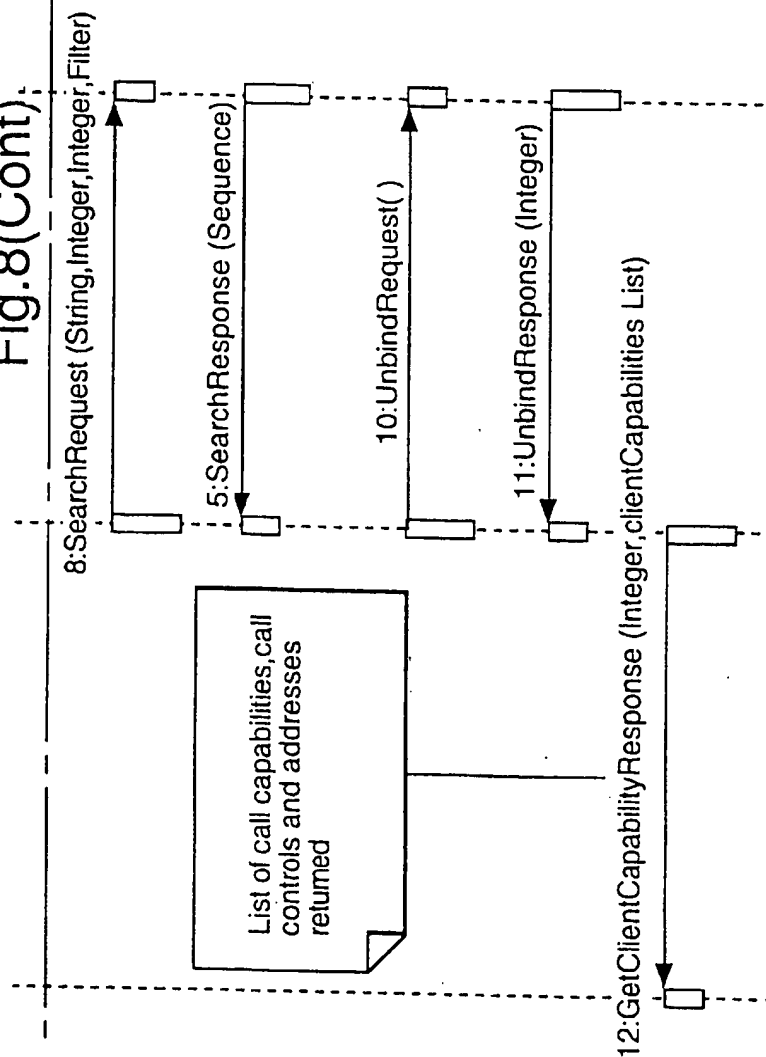 Fig.8(Cont).
8:SearchRequest (String,Integer,Integer,Integer,Filter)
5:SearchResponse (Sequence)
10:UnbindRequest( )
11:UnbindResponse (Integer)
List of call capabilities,call
controls and addresses
returned
12:GetClientCapabilityResponse (Integer,clientCapabilities List)